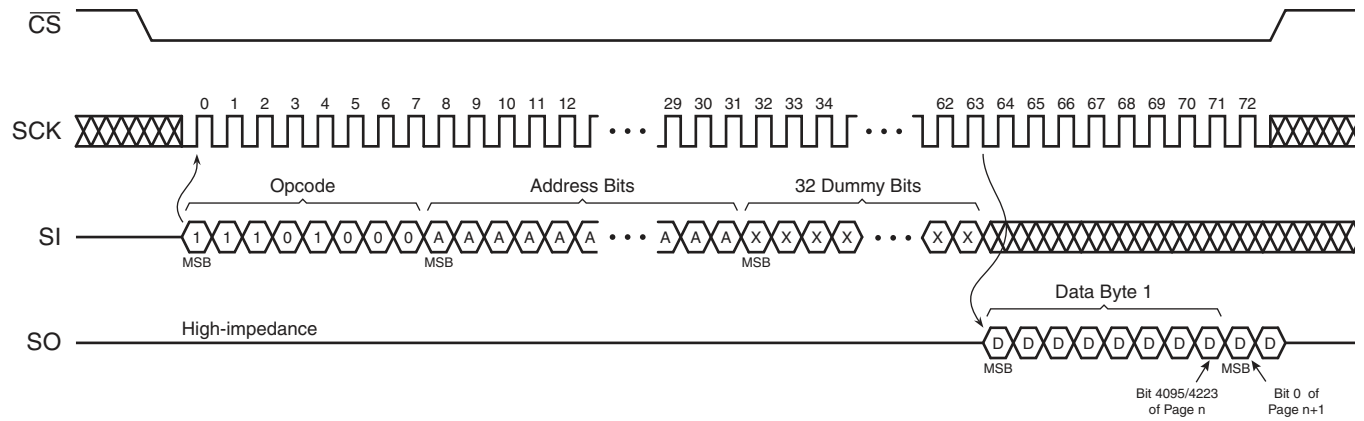 CS
0 1 2 3 4 5 6 7 8 9 10 11 12 29 30 31 32 33 34 62 63 64 65 66 67 68 69 70 71 72
SCK
Opcode Address Bits 32 Dummy Bits
SI 1 1 1 0 1 0 0 0 A A A A A A A A A X X X X X X
MSB MSB MSB
Data Byte 1
High-impedance
SO D D D D D D D D D D
MSB MSB
Bit 4095/4223 Bit 0 of
of Page n Page n+1